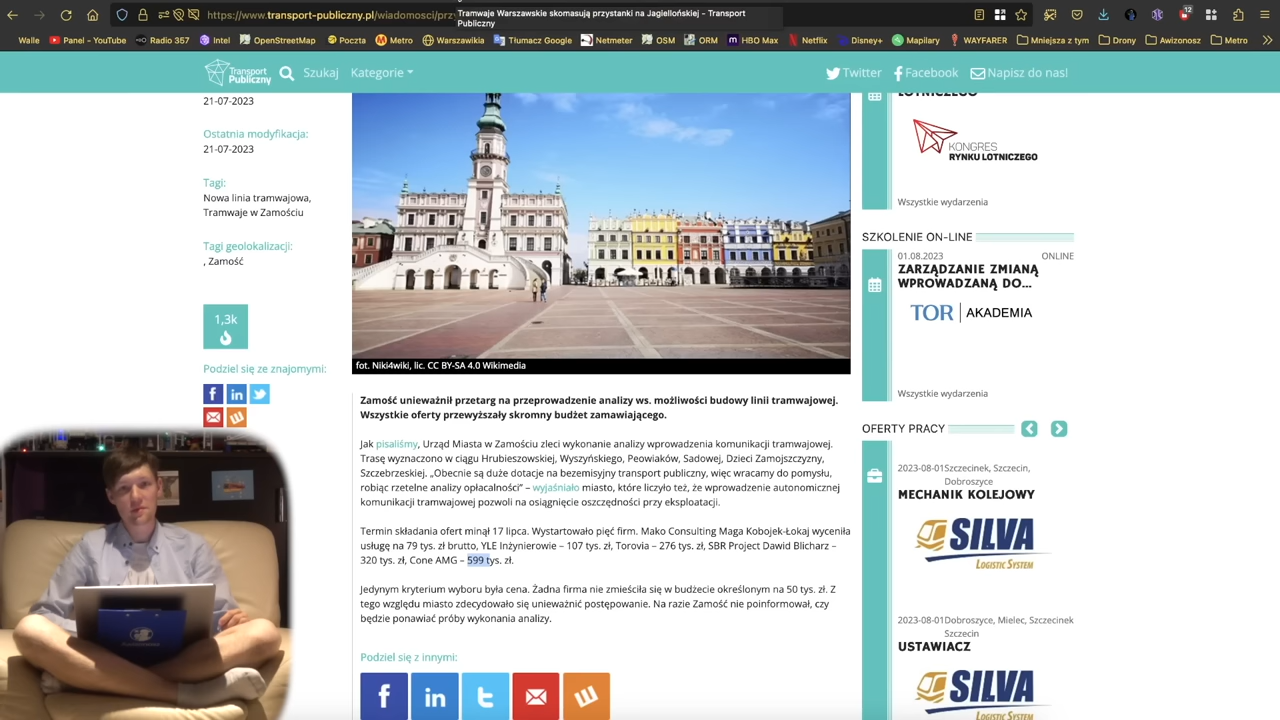 https://www.transport-publiczny.pl/wiadom
Tramwaje Warszawskie skomasują przystanki na Jagiellońskiej – Transport
Publiczny
12
Walle
Panel - YouTube
Radio 357
Intel
OpenStreetMap
Poczta
Metro
Warszawikia
Tłumacz Google
Netmeter
OSM
ORM
HBO Max
Netflix
Disney+
Mapilary
WAYFARER
Mniejsza z tym
Drony
Awizonosz
Metro
Transport
Publiczny
Szukaj
Kategorie
Twitter
Facebook
Napisz do nas!
21-07-2023
Ostatnia modyfikacja:
21-07-2023
Tagi:
Nowa linia tramwajowa,
Tramwaje w Zamościu
Tagi geolokalizacji:
, Zamość
1,3k
Podziel się ze znajomymi:
fot. Niki4wiki, lic. CC BY-SA 4.0 Wikimedia
Zamość unieważnił przetarg na przeprowadzenie analizy ws. możliwości budowy linii tramwajowej.
Wszystkie oferty przewyższały skromny budżet zamawiającego.
Jak pisaliśmy, Urząd Miasta w Zamościu zleci wykonanie analizy wprowadzenia komunikacji tramwajowej.
Trasę wyznaczono w ciągu Hrubieszowskiej, Wyszyńskiego, Peowiaków, Sadowej, Dzieci Zamojszczyzny,
Szczebrzeskiej. „Obecnie są duże dotacje na bezemisyjny transport publiczny, więc wracamy do pomysłu,
robiąc rzetelne analizy opłacalności” – wyjaśniało miasto, które liczyło też, że wprowadzenie autonomicznej
komunikacji tramwajowej pozwoli na osiągnięcie oszczędności przy eksploatacji.
Termin składania ofert minął 17 lipca. Wystartowało pięć firm. Mako Consulting Maga Kobojek-Łokaj wyceniła
usługę na 79 tys. zł brutto, YLE Inżynierowie – 107 tys. zł, Torovia – 276 tys. zł, SBR Project Dawid Blicharz –
320 tys. zł, Cone AMG – 599 tys. zł.
Jedynym kryterium wyboru była cena. Żadna firma nie zmieściła się w budżecie określonym na 50 tys. zł. Z
tego względu miasto zdecydowało się unieważnić postępowanie. Na razie Zamość nie poinformował, czy
będzie ponawiać próby wykonania analizy.
Podziel się z innymi:
LOTNICZEGO
KONGRES
RYNKU LOTNICZEGO
Wszystkie wydarzenia
SZKOLENIE ON-LINE
01.08.2023
ONLINE
ZARZĄDZANIE ZMIANĄ
WPROWADZANĄ DO...
TOR AKADEMIA
Wszystkie wydarzenia
OFERTY PRACY
2023-08-01Szczecinek, Szczecin,
Dobroszyce
MECHANIK KOLEJOWY
SILVA
LOGISTIC SYSTEM
2023-08-01Dobroszyce, Mielec, Szczecinek
Szczecin
USTAWIACZ
SILVA
LOGISTIC SYSTEM